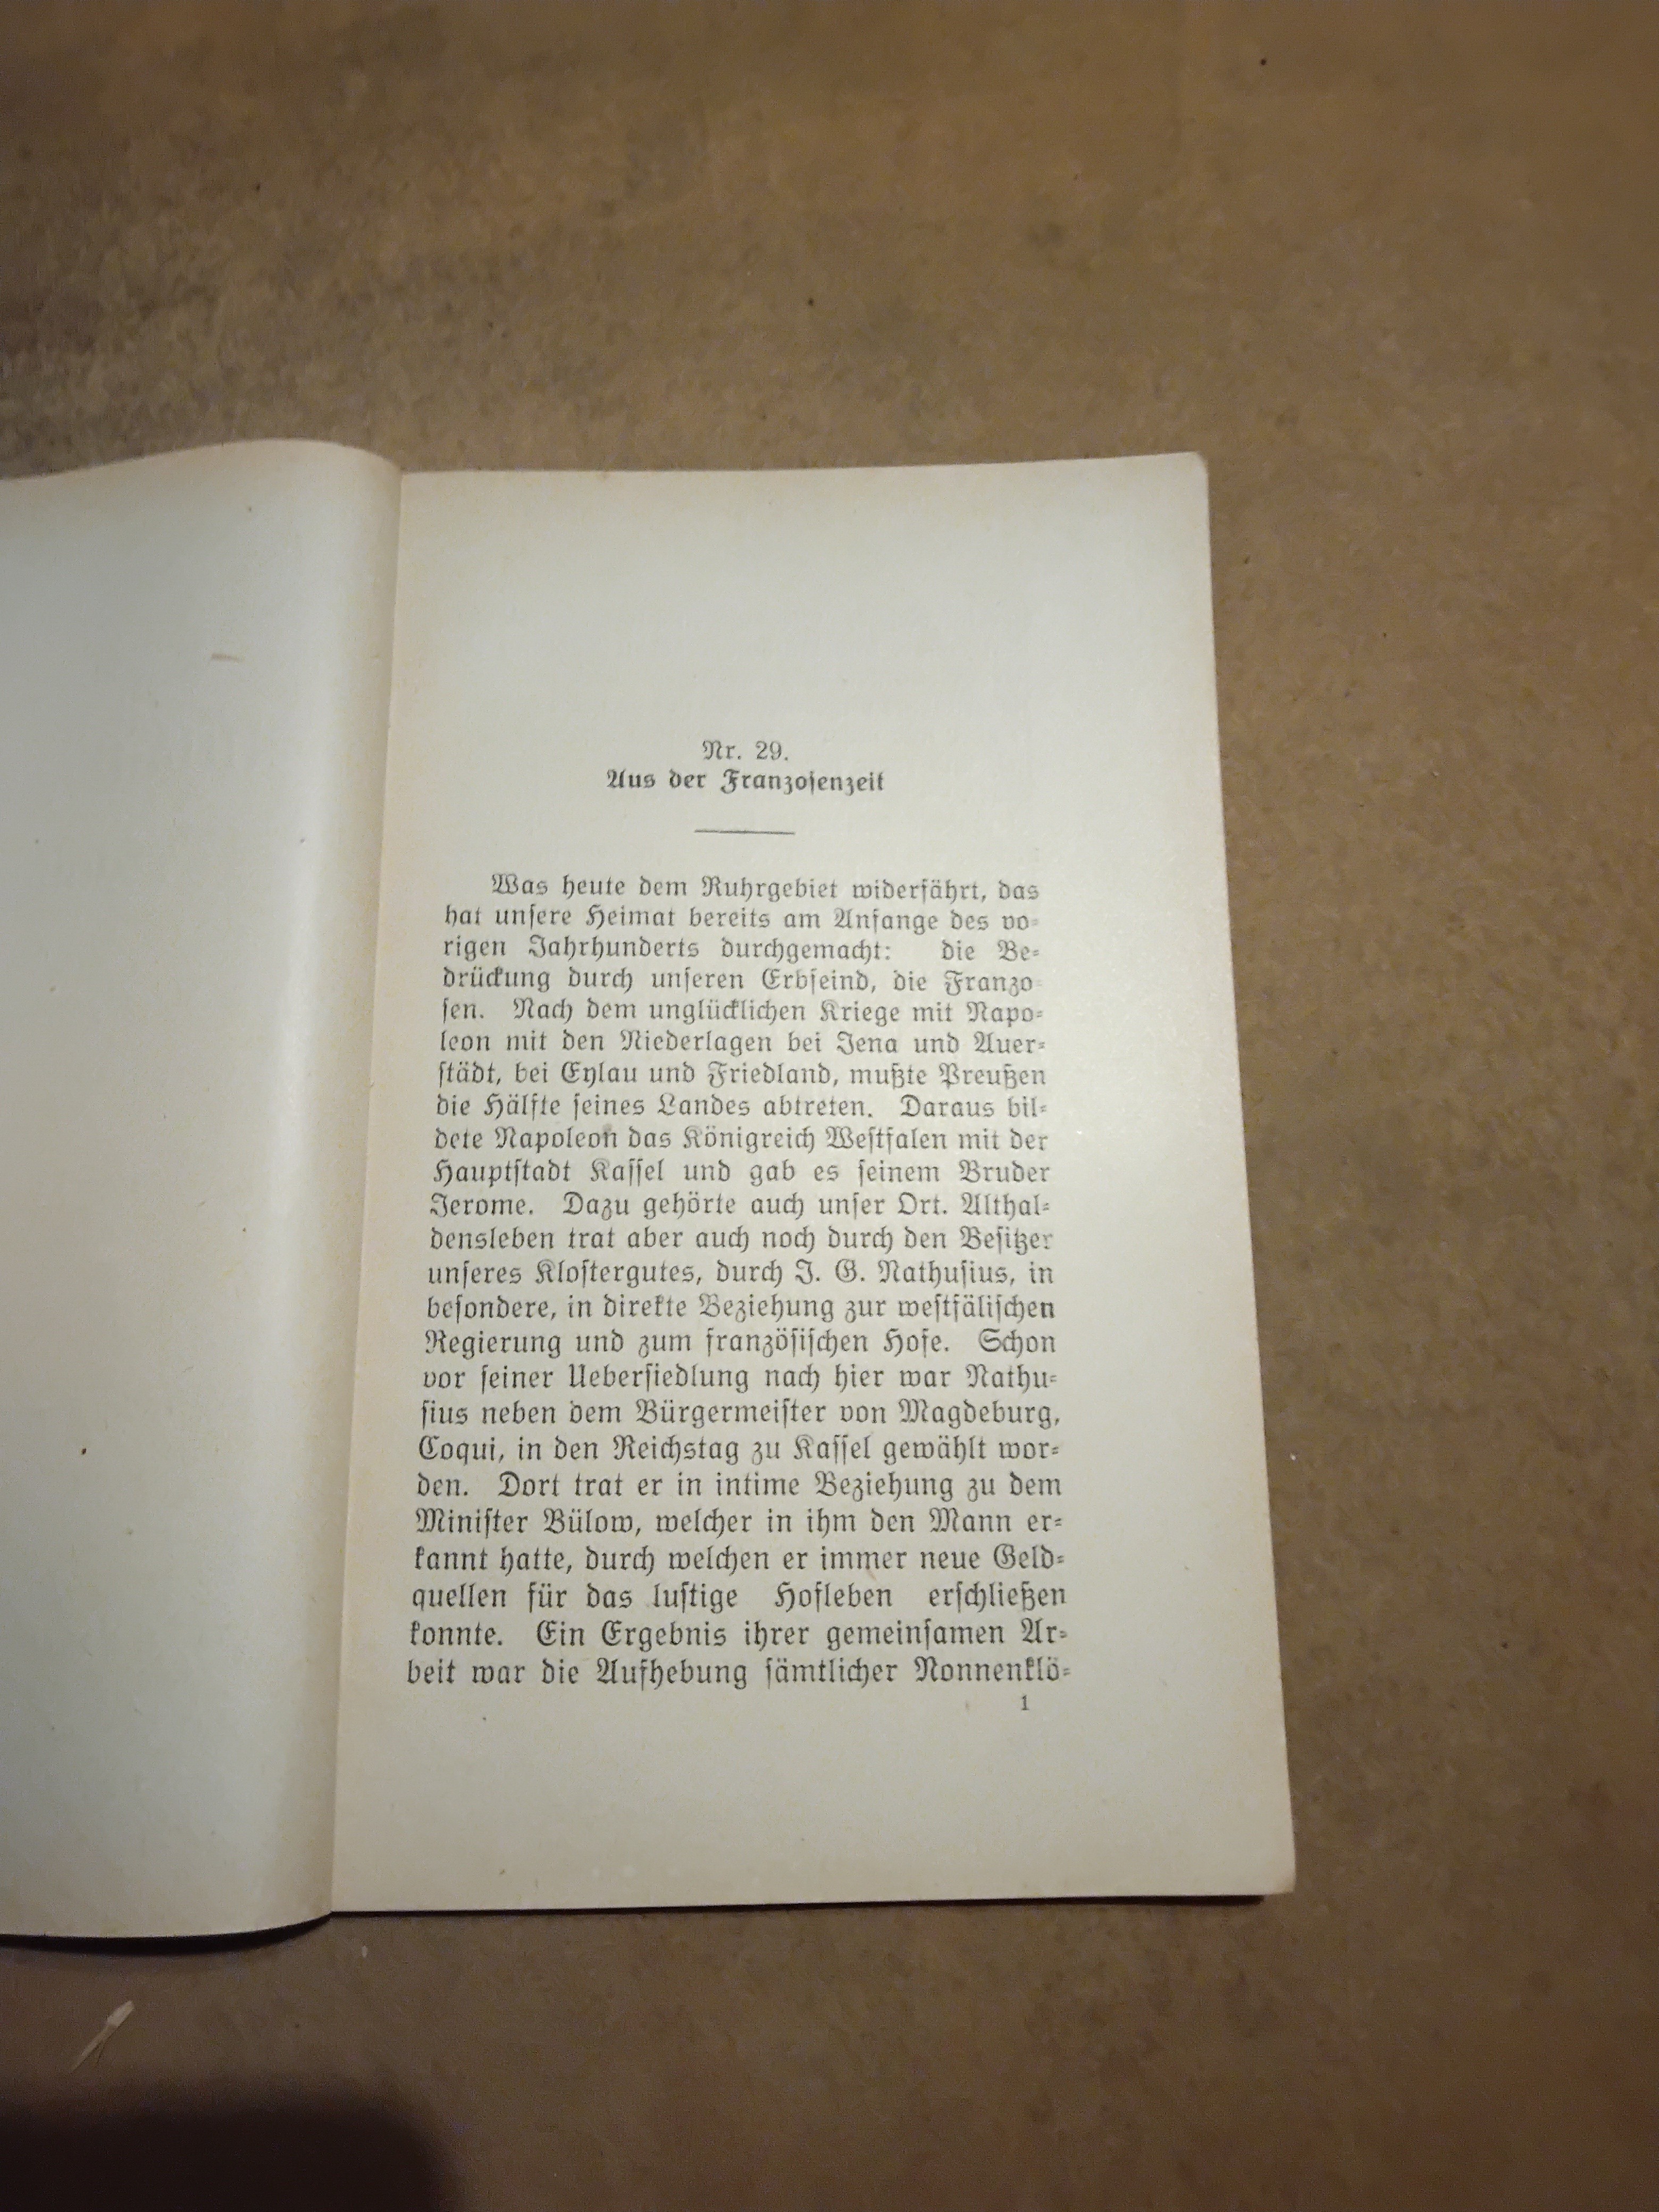 Nr. 29.
Aus der Franzosenzeit
Was heute dem Ruhrgebiet widerfährt, das
hat unsere Heimat bereits am Anfange des vo-
rigen Jahrhunderts durchgemacht: die Be-
drückung durch unseren Erbfeind, die Franzo-
sen. Nach dem unglücklichen Kriege mit Napo-
leon mit den Niederlagen bei Jena und Auer-
städt, bei Eylau und Friedland, mußte Preußen
die Hälfte seines Landes abtreten. Daraus bil-
dete Napoleon das Königreich Westfalen mit der
Hauptstadt Kassel und gab es seinem Bruder
Jerome. Dazu gehörte auch unser Ort. Althal-
densleben trat aber auch noch durch den Besitzer
unseres Klostergutes, durch J. G. Nathusius, in
besondere, in direkte Beziehung zur westfälischen
Regierung und zum französischen Hofe. Schon
vor seiner Uebersiedlung nach hier war Nathu-
sius neben dem Bürgermeister von Magdeburg,
Coqui, in den Reichstag zu Kassel gewählt wor-
den. Dort trat er in intime Beziehung zu dem
Minister Bülow, welcher in ihm den Mann er-
kannt hatte, durch welchen er immer neue Geld-
quellen für das lustige Hofleben erschließen
konnte. Ein Ergebnis ihrer gemeinsamen Ar-
beit war die Aufhebung sämtlicher Nonnenklö-
1